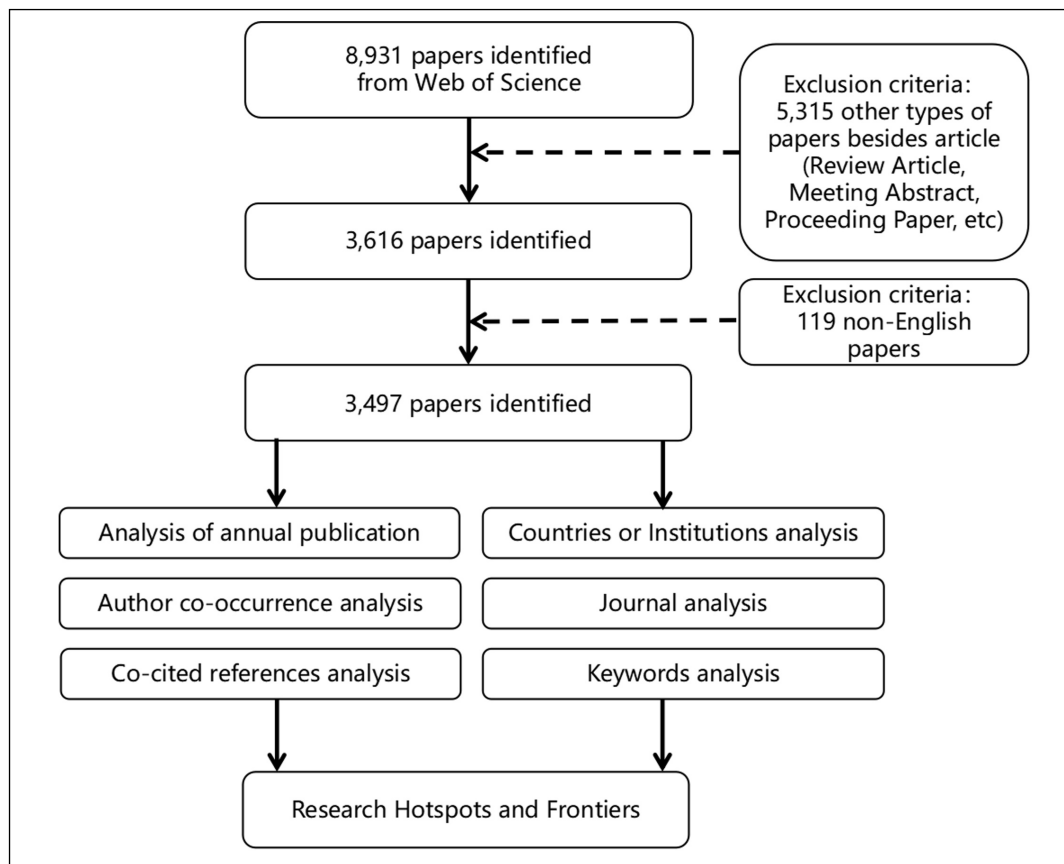 8,931 papers identified
from Web of Science
Exclusion criteria:
5,315 other types of
papers besides article
(Review Article,
Meeting Abstract,
Proceeding Paper, etc)
3,616 papers identified
Exclusion criteria:
119 non-English
papers
3,497 papers identified
Analysis of annual publication
Countries or Institutions analysis
Author co-occurrence analysis
Journal analysis
Co-cited references analysis
Keywords analysis
Research Hotspots and Frontiers